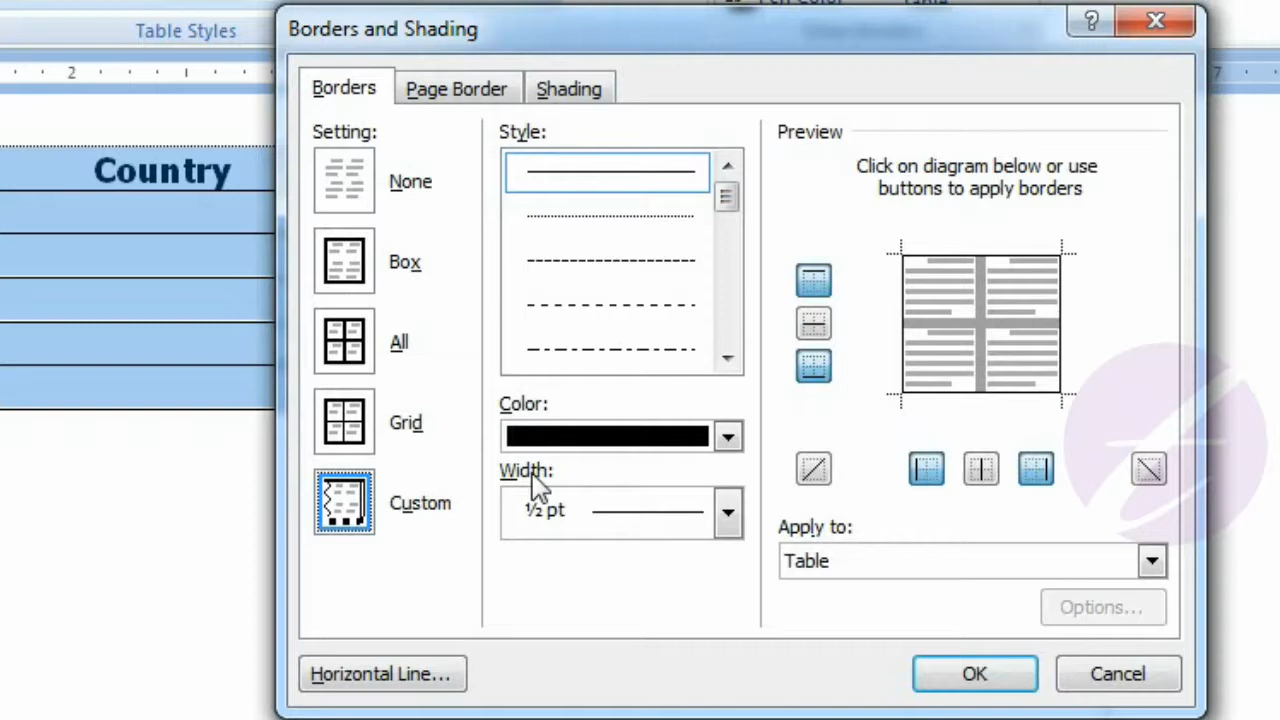 Table Styles
Borders and Shading
2
7
Country
Borders
Page Border
Shading
Setting:
None
Box
All
Grid
Custom
Style:
Color:
Width:
½ pt
Preview
Click on diagram below or use
buttons to apply borders
Apply to:
Table
Options...
Horizontal Line...
OK
Cancel